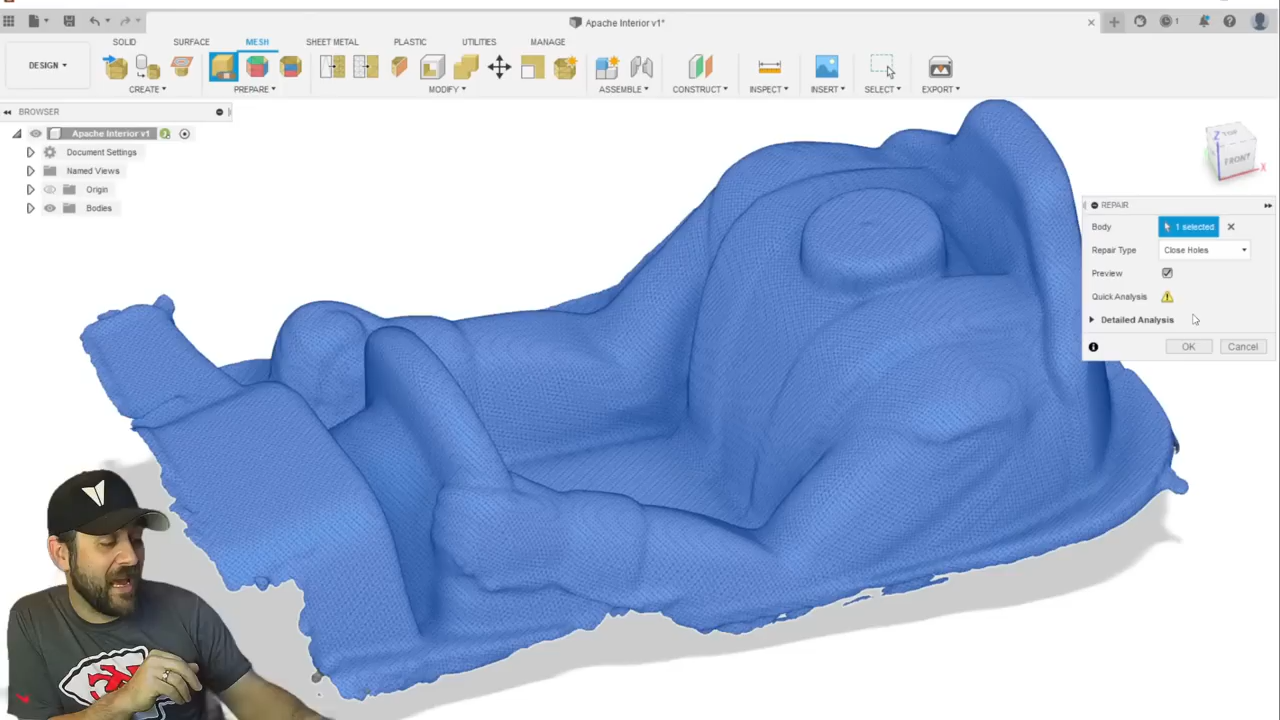 Apache Interior v1*
1
DESIGN
SOLID SURFACE MESH SHEET METAL PLASTIC UTILITIES MANAGE
CREATE PREPARE MODIFY ASSEMBLE CONSTRUCT INSPECT INSERT SELECT EXPORT
BROWSER
Apache Interior v1
Document Settings
Named Views
Origin
Bodies
Z TOP
FRONT
X
REPAIR
Body 1 selected
Repair Type Close Holes
Preview
Quick Analysis
Detailed Analysis
OK Cancel